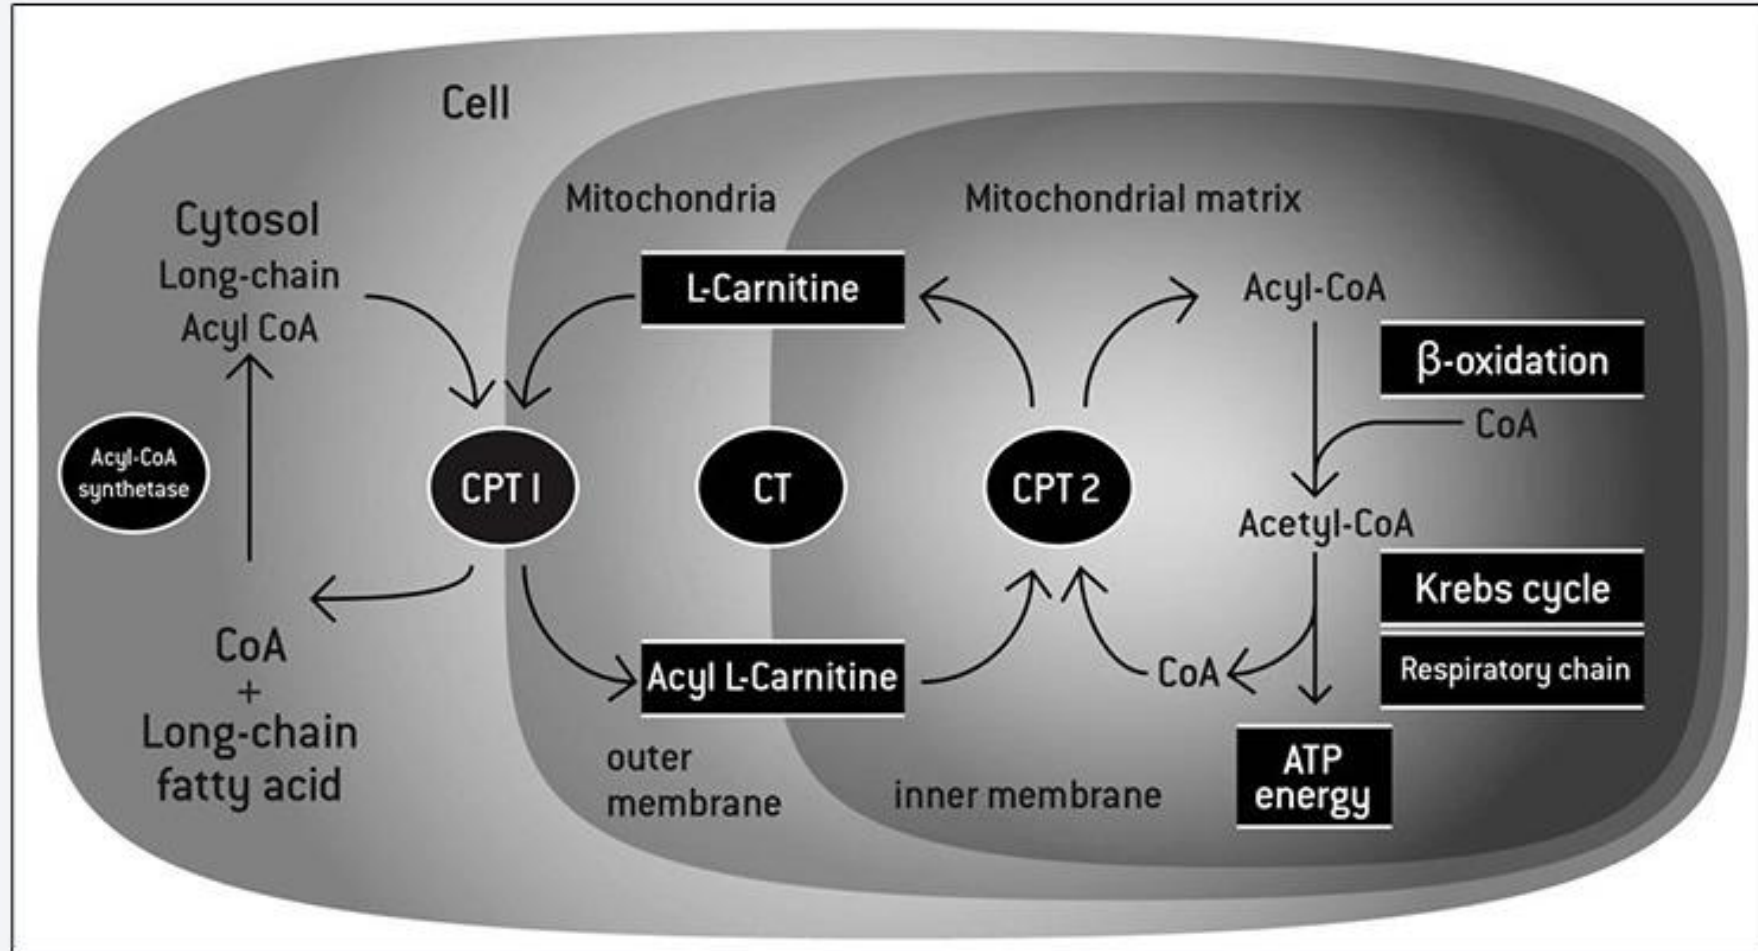 Cell
Cytosol
Long-chain
Acyl CoA
Acyl-CoA
synthetase
CoA
+
Long-chain
fatty acid
Mitochondria
L-Carnitine
CPT I
CT
Acyl L-Carnitine
outer
membrane
Mitochondrial matrix
CPT 2
inner membrane
Acyl-CoA
β-oxidation
CoA
Acetyl-CoA
Krebs cycle
Respiratory chain
CoA
ATP
energy